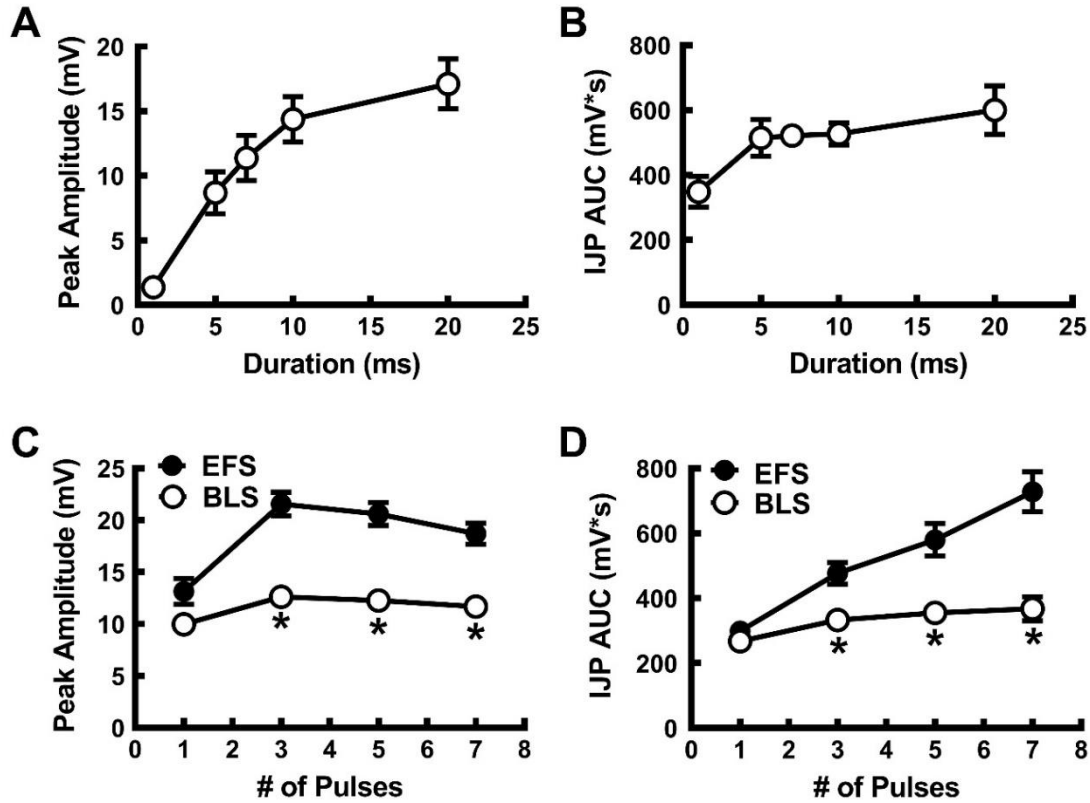 A
Peak Amplitude (mV)
20
15
10
5
0
0 5 10 15 20 25
Duration (ms)
B
IJP AUC (mV*s)
800
600
400
200
0
0 5 10 15 20 25
Duration (ms)
C
EFS
BLS
Peak Amplitude (mV)
25
20
15
10
5
0
* * *
0 1 2 3 4 5 6 7 8
# of Pulses
D
EFS
BLS
IJP AUC (mV*s)
800
600
400
200
0
* * *
0 1 2 3 4 5 6 7 8
# of Pulses